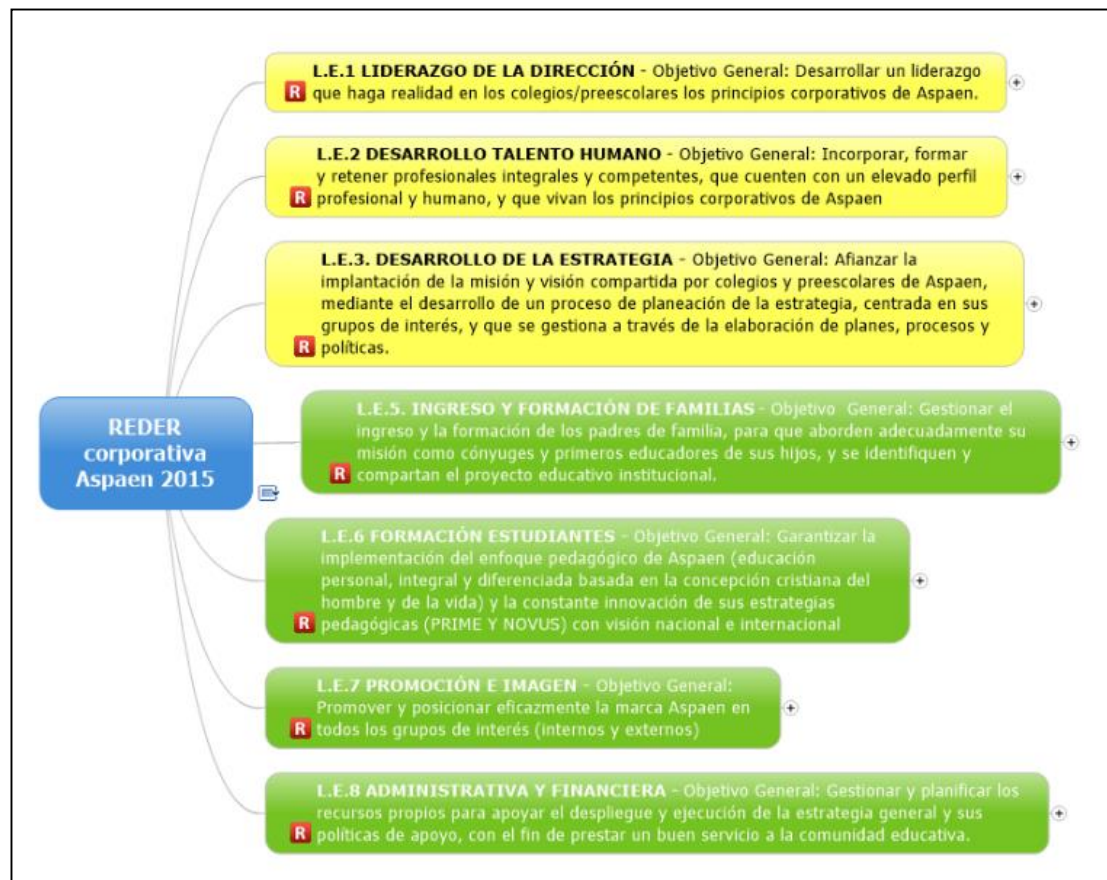 L.E.1 LIDERAZGO DE LA DIRECCIÓN - Objetivo General: Desarrollar un liderazgo
R que haga realidad en los colegios/preescolares los principios corporativos de Aspaen.
L.E.2 DESARROLLO TALENTO HUMANO - Objetivo General: Incorporar, formar
y retener profesionales integrales y competentes, que cuenten con un elevado perfil
R profesional y humano, y que vivan los principios corporativos de Aspaen
L.E.3. DESARROLLO DE LA ESTRATEGIA - Objetivo General: Afianzar la
implantación de la misión y visión compartida por colegios y preescolares de Aspaen,
mediante el desarrollo de un proceso de planeación de la estrategia, centrada en sus
grupos de interés, y que se gestiona a través de la elaboración de planes, procesos y
R políticas.
REDER
corporativa
Aspaen 2015
L.E.5. INGRESO Y FORMACIÓN DE FAMILIAS - Objetivo General: Gestionar el
ingreso y la formación de los padres de familia, para que aborden adecuadamente su
misión como cónyuges y primeros educadores de sus hijos, y se identifiquen y
R compartan el proyecto educativo institucional.
L.E.6 FORMACIÓN ESTUDIANTES - Objetivo General: Garantizar la
implementación del enfoque pedagógico de Aspaen (educación
personal, integral y diferenciada basada en la concepción cristiana del
hombre y de la vida) y la constante innovación de sus estrategias
R pedagógicas (PRIME Y NOVUS) con visión nacional e internacional
L.E.7 PROMOCIÓN E IMAGEN - Objetivo General:
Promover y posicionar eficazmente la marca Aspaen en
R todos los grupos de interés (internos y externos)
L.E.8 ADMINISTRATIVA Y FINANCIERA - Objetivo General: Gestionar y planificar los
recursos propios para apoyar el despliegue y ejecución de la estrategia general y sus
R políticas de apoyo, con el fin de prestar un buen servicio a la comunidad educativa.